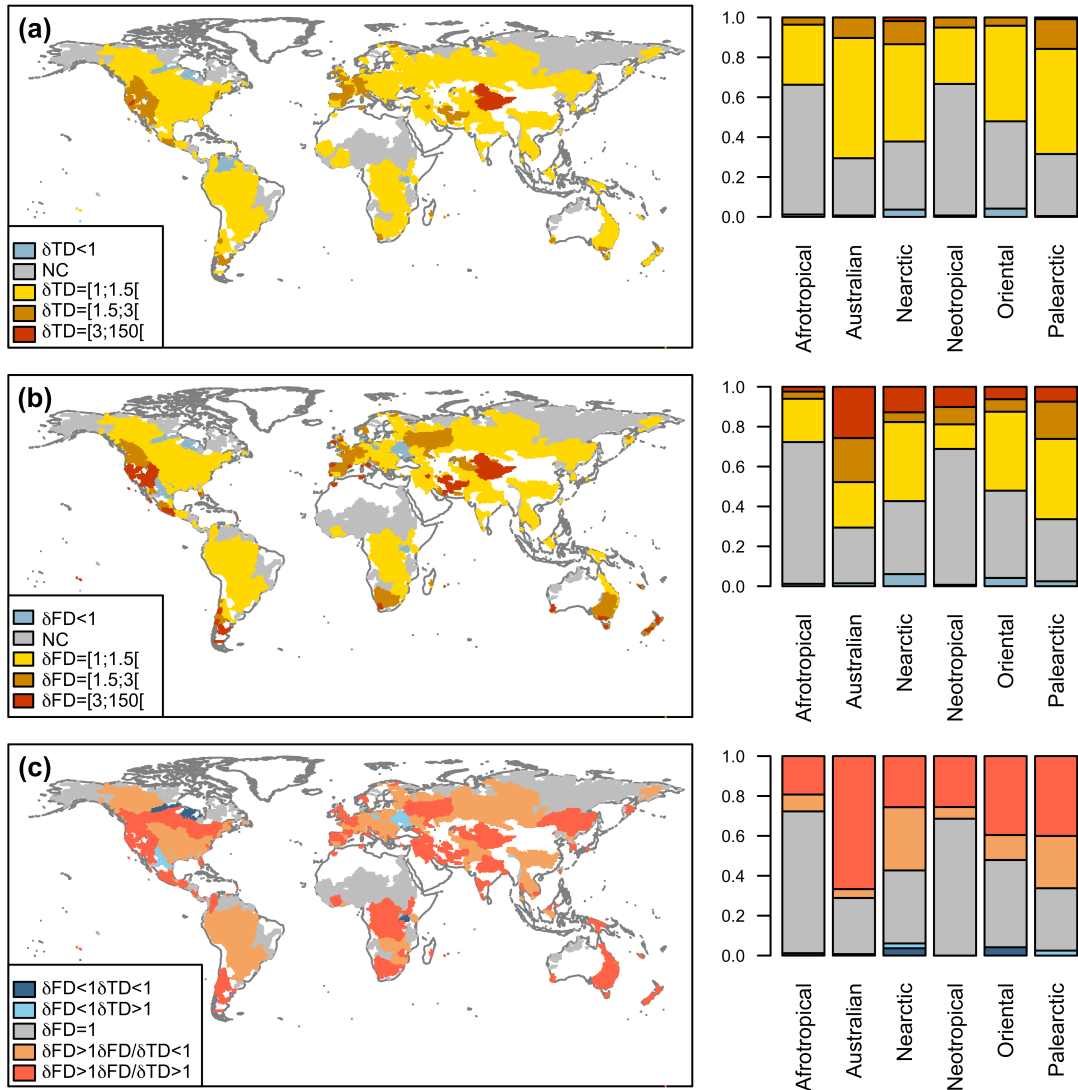 (a)
δTD<1
NC
δTD=[1;1.5[
δTD=[1.5;3[
δTD=[3;150[
1.0
0.8
0.6
0.4
0.2
0.0
Afrotropical
Australian
Nearctic
Neotropical
Oriental
Palearctic
(b)
δFD<1
NC
δFD=[1;1.5[
δFD=[1.5;3[
δFD=[3;150[
1.0
0.8
0.6
0.4
0.2
0.0
Afrotropical
Australian
Nearctic
Neotropical
Oriental
Palearctic
(c)
δFD<1δTD<1
δFD<1δTD>1
δFD=1
δFD>1δFD/δTD<1
δFD>1δFD/δTD>1
1.0
0.8
0.6
0.4
0.2
0.0
Afrotropical
Australian
Nearctic
Neotropical
Oriental
Palearctic